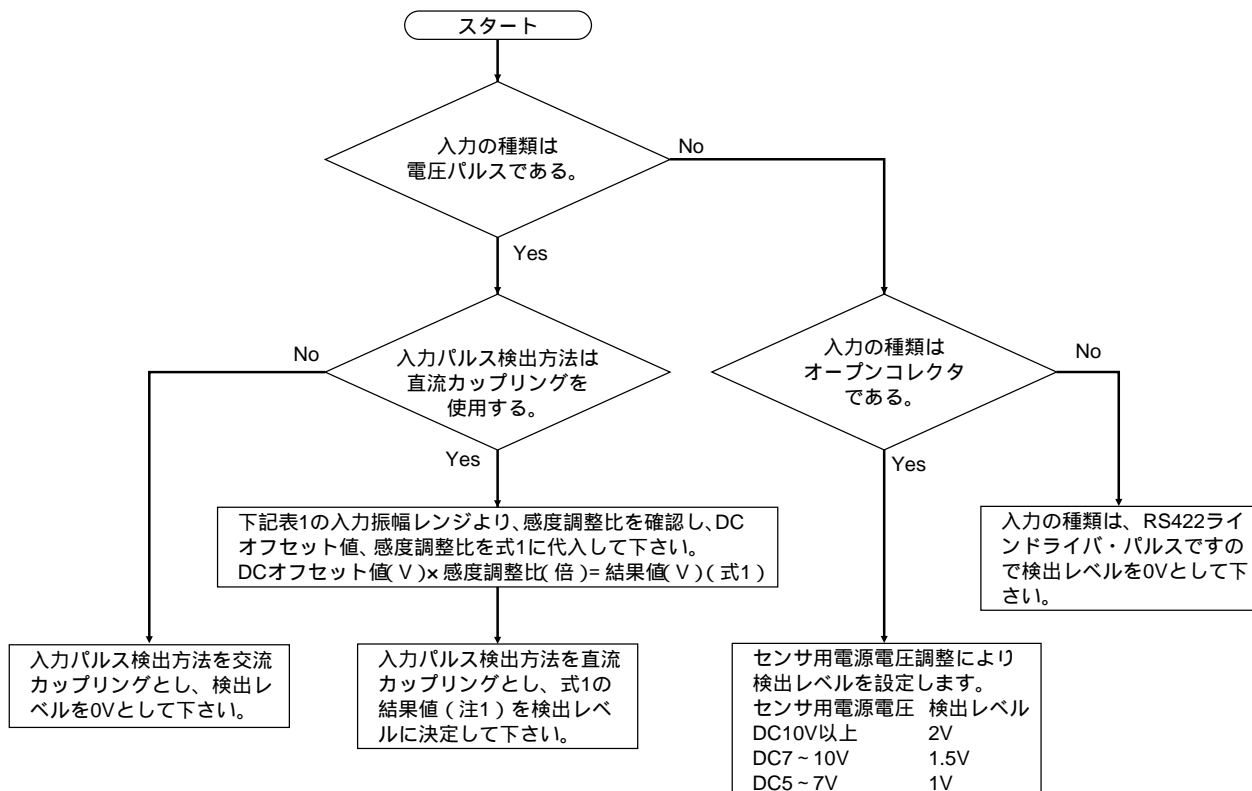 スタート
入力の種類は
電圧パルスである。
No
Yes
入力パルス検出方法は
直流カップリングを
使用する。
No
Yes
入力の種類は
オープンコレクタ
である。
No
Yes
下記表1の入力振幅レンジより、感度調整比を確認し、DC
オフセット値、感度調整比を式1に代入して下さい。
DCオフセット値(V)×感度調整比(倍)=結果値(V)(式1)
入力の種類は、RS422ライ
ンドライバ・パルスですの
で検出レベルを0Vとして下
さい。
入力パルス検出方法を交流
カップリングとし、検出レ
ベルを0Vとして下さい。
入力パルス検出方法を直流
カップリングとし、式1の
結果値(注1)を検出レベ
ルに決定して下さい。
センサ用電源電圧調整により
検出レベルを設定します。
センサ用電源電圧 検出レベル
DC10V以上 2V
DC7~10V 1.5V
DC5~7V 1V